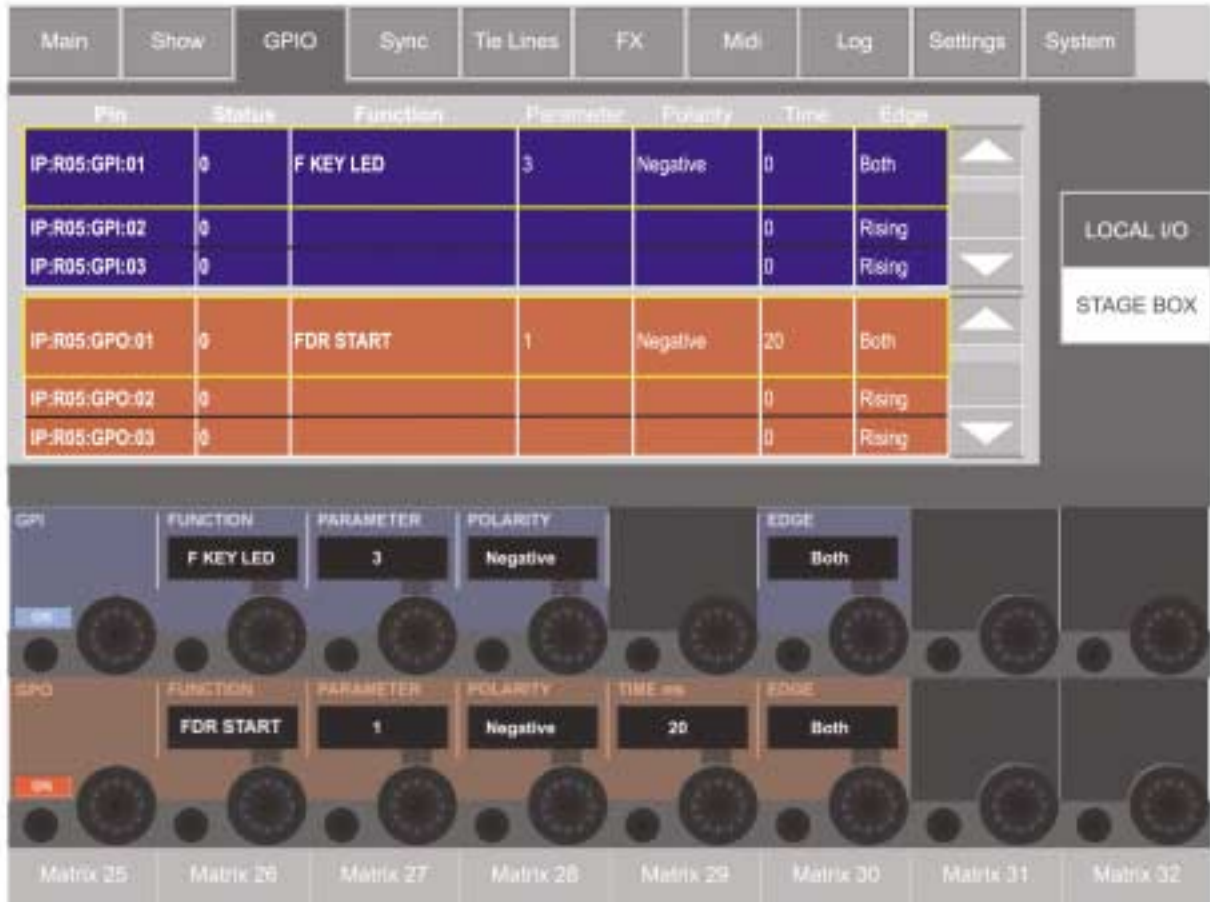 Main Show GPIO Sync Tie Lines FX Midi Log Settings System
Pin Status Function Parameter Polarity Time Edge
IP:R05:GPI:01 0 F KEY LED 3 Negative 0 Both
IP:R05:GPI:02 0 0 Rising
IP:R05:GPI:03 0 0 Rising
LOCAL I/O
STAGE BOX
IP:R05:GPO:01 0 FDR START 1 Negative 20 Both
IP:R05:GPO:02 0 0 Rising
IP:R05:GPO:03 0 0 Rising
GPI FUNCTION PARAMETER POLARITY EDGE
F KEY LED 3 Negative Both
ON
GPO FUNCTION PARAMETER POLARITY TIME ms EDGE
FDR START 1 Negative 20 Both
ON
Matrix 25 Matrix 26 Matrix 27 Matrix 28 Matrix 29 Matrix 30 Matrix 31 Matrix 32